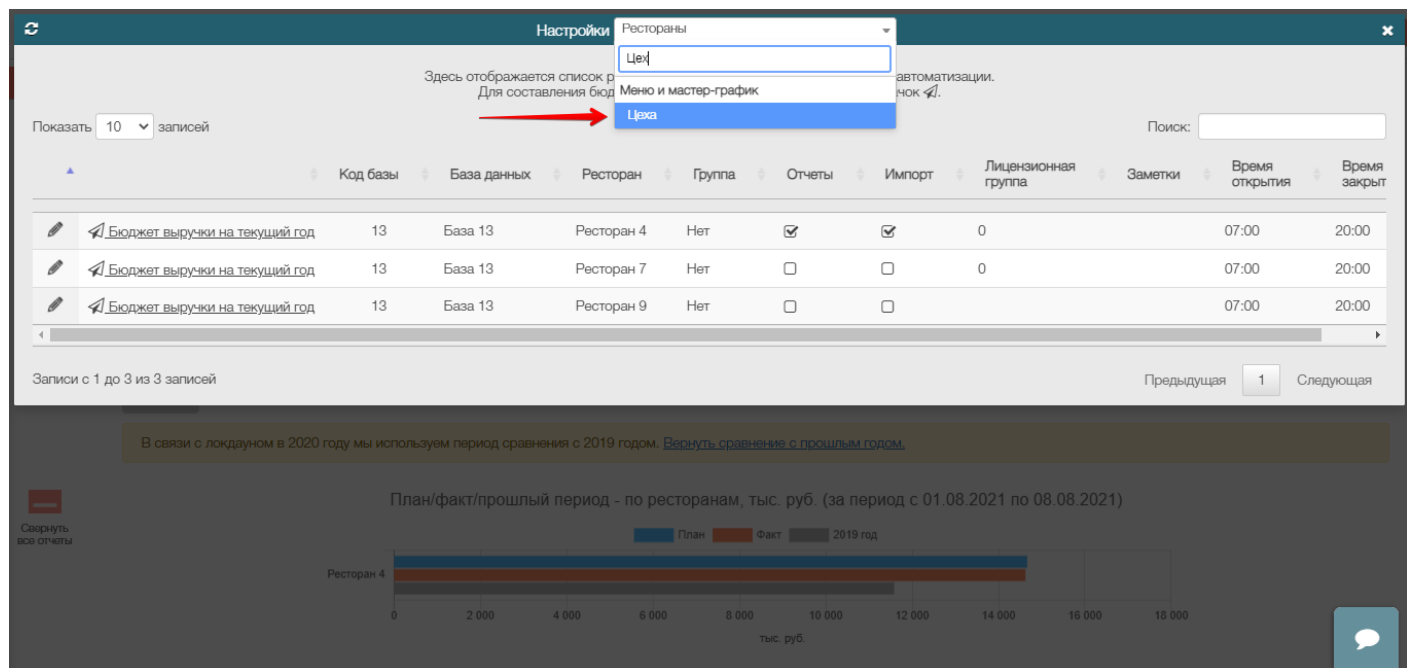 Настройки Рестораны
Цех
Меню и мастер-график
Цеха
Здесь отображается список р автоматизации.
Для составления бюд чок
Показать 10 записей Поиск:
Код базы База данных Ресторан Группа Отчеты Импорт Лицензионная группа Заметки Время открытия Время закрыт
Бюджет выручки на текущий год 13 База 13 Ресторан 4 Нет 0 07:00 20:00
Бюджет выручки на текущий год 13 База 13 Ресторан 7 Нет 0 07:00 20:00
Бюджет выручки на текущий год 13 База 13 Ресторан 9 Нет 07:00 20:00
Записи с 1 до 3 из 3 записей Предыдущая 1 Следующая
В связи с локдауном в 2020 году мы используем период сравнения с 2019 годом. Вернуть сравнение с прошлым годом.
План/факт/прошлый период - по ресторанам, тыс. руб. (за период с 01.08.2021 по 08.08.2021)
Свернуть
все отчеты
План Факт 2019 год
Ресторан 4
0 2 000 4 000 6 000 8 000 10 000 12 000 14 000 16 000 18 000
тыс. руб.